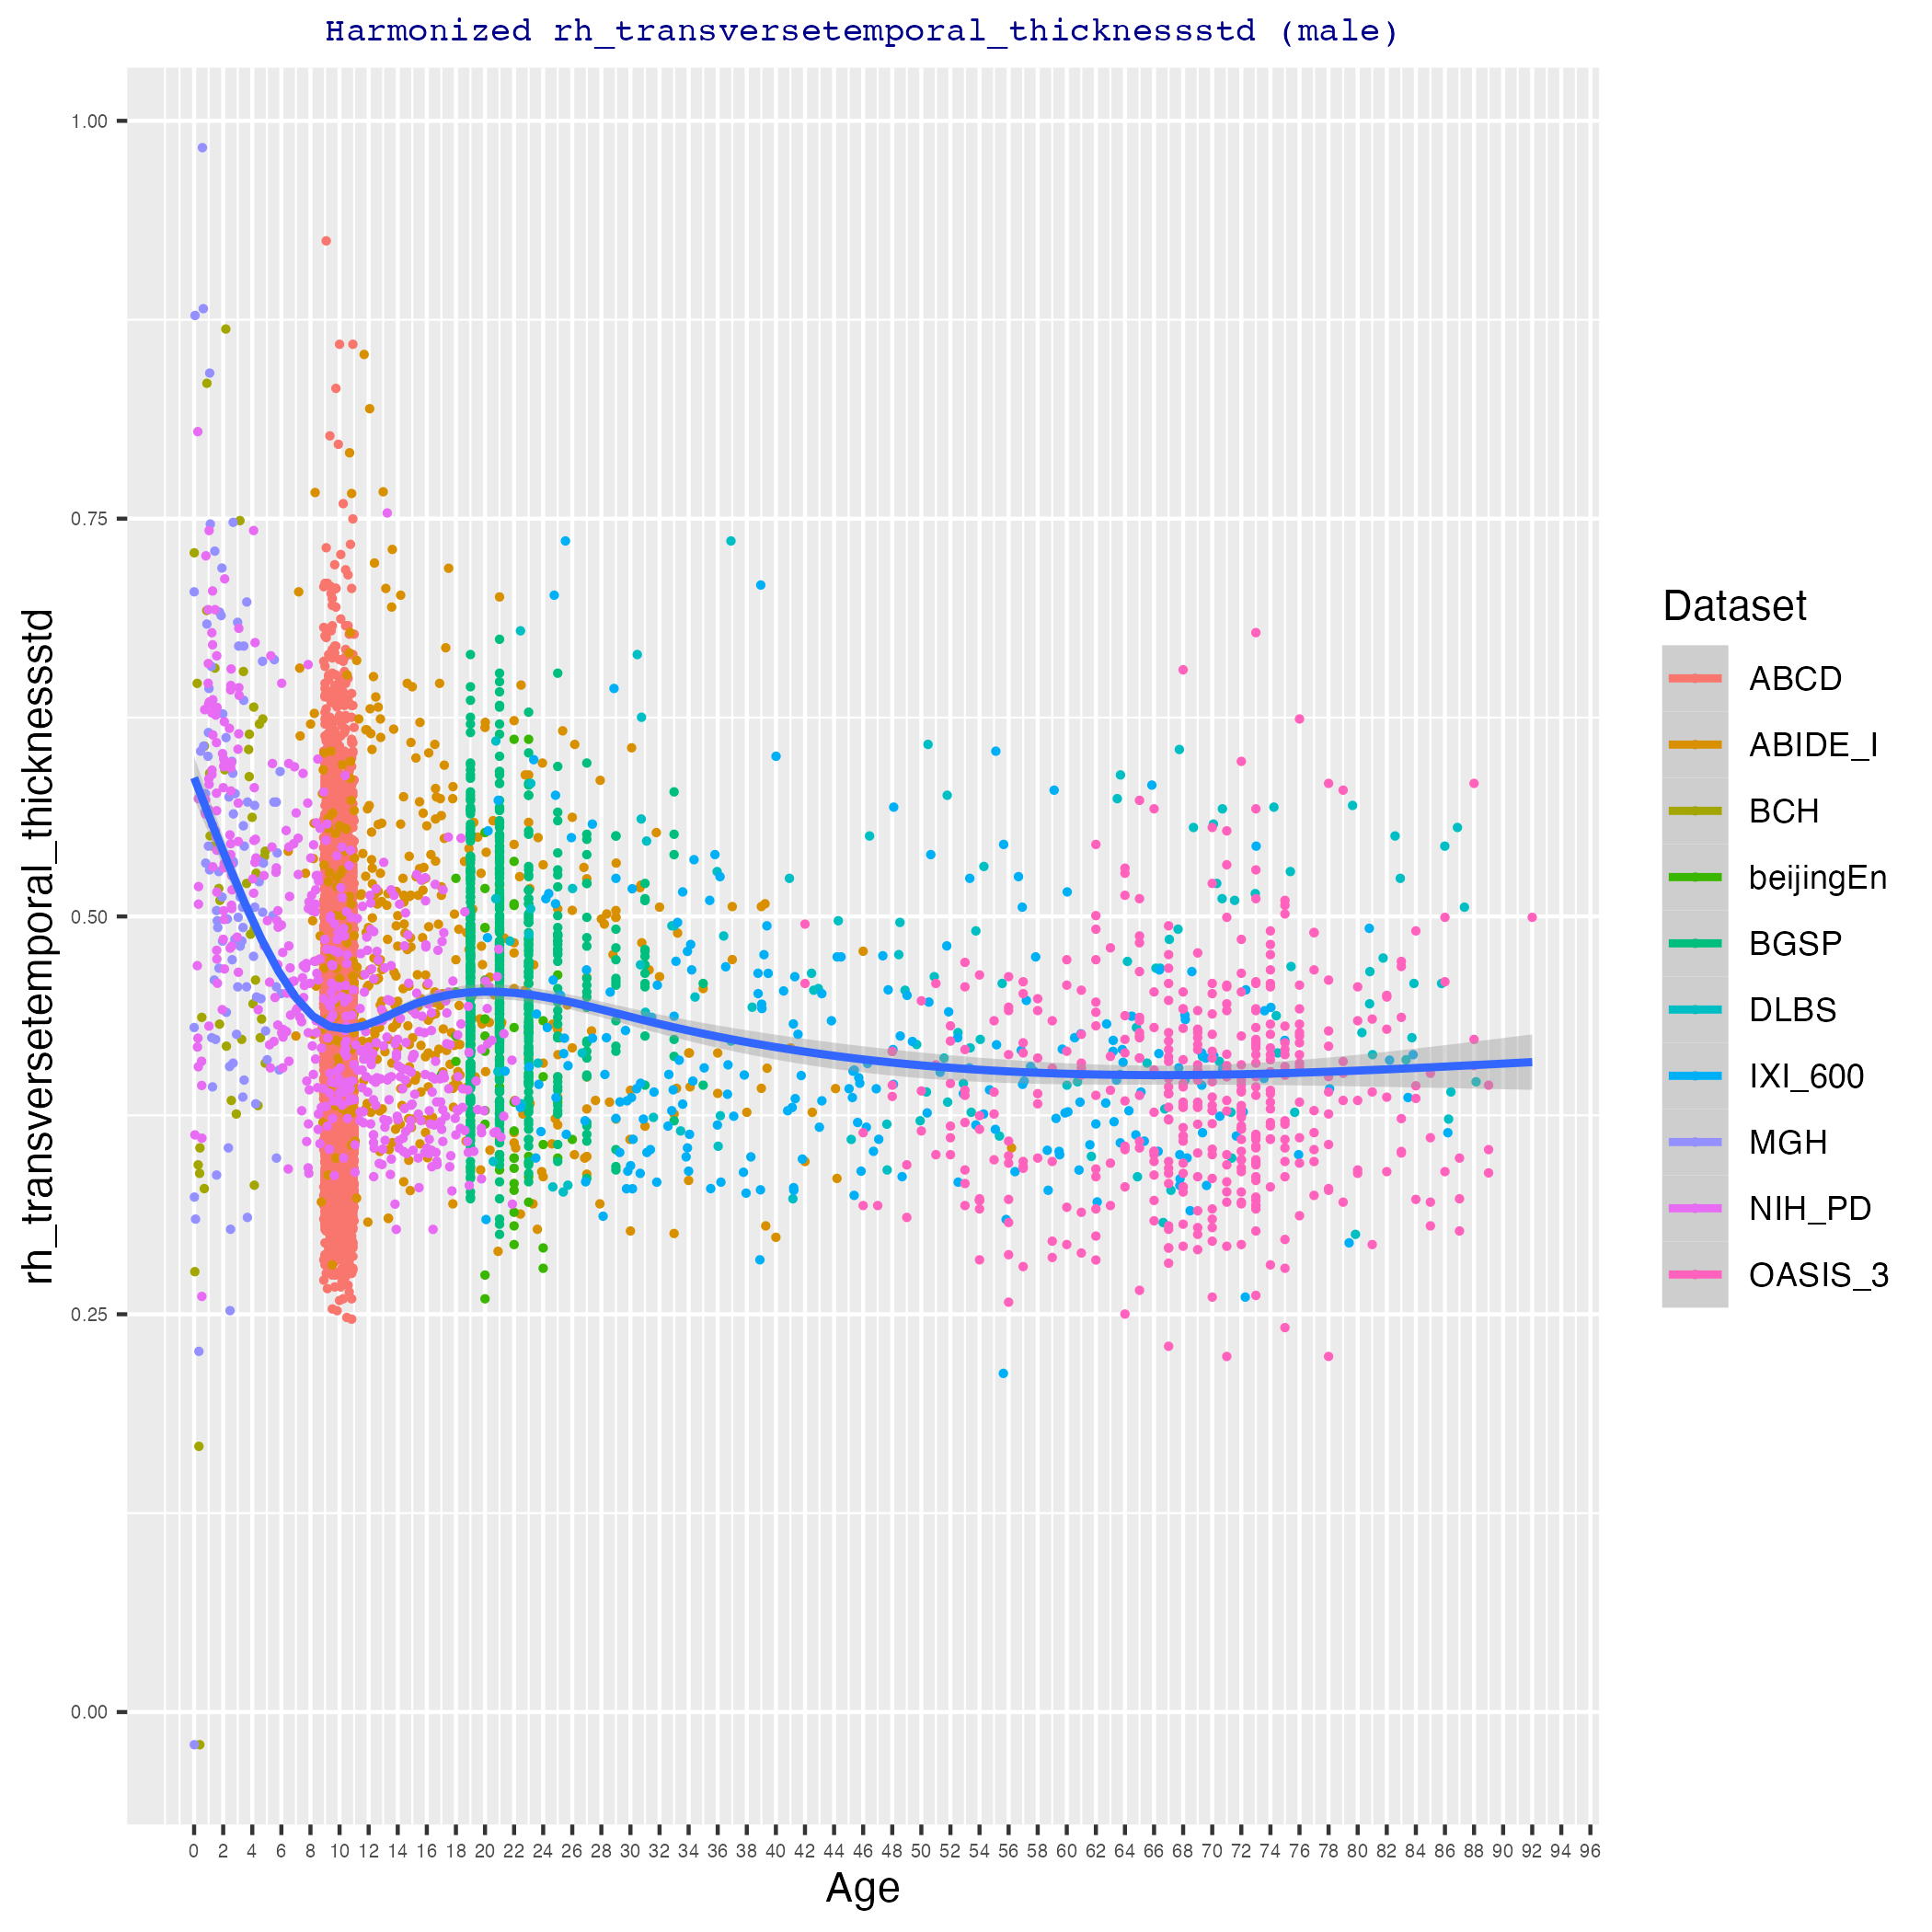 Harmonized rh_transversetemporal_thicknessstd (male)
rh_transversetemporal_thicknessstd
1.00
0.75
0.50
0.25
0.00
0 2 4 6 8 10 12 14 16 18 20 22 24 26 28 30 32 34 36 38 40 42 44 46 48 50 52 54 56 58 60 62 64 66 68 70 72 74 76 78 80 82 84 86 88 90 92 94 96
Age
Dataset
ABCD
ABIDE_I
BCH
beijingEn
BGSP
DLBS
IXI_600
MGH
NIH_PD
OASIS_3